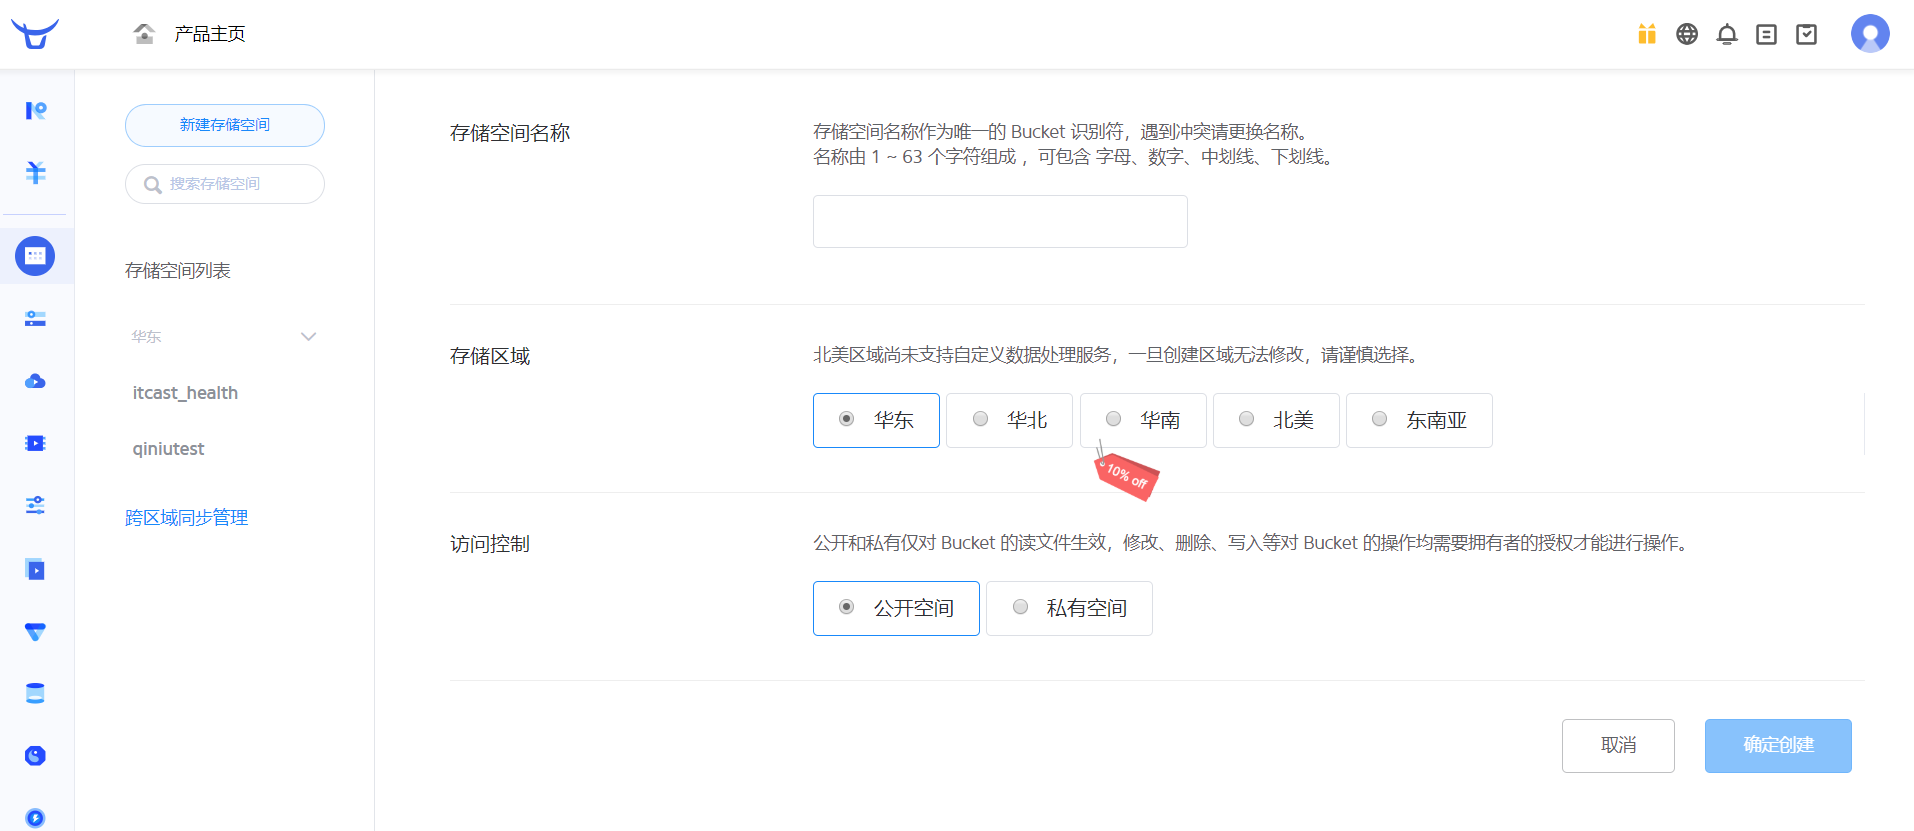 产品主页
新建存储空间
搜索存储空间
存储空间列表
华东
itcast_health
qiniutest
跨区域同步管理
存储空间名称
存储空间名称作为唯一的 Bucket 识别符，遇到冲突请更换名称。
名称由 1 ~ 63 个字符组成 ，可包含 字母、数字、中划线、下划线。
存储区域
北美区域尚未支持自定义数据处理服务，一旦创建区域无法修改，请谨慎选择。
华东 华北 华南 北美 东南亚
10% off
访问控制
公开和私有仅对 Bucket 的读文件生效，修改、删除、写入等对 Bucket 的操作均需要拥有者的授权才能进行操作。
公开空间 私有空间
取消 确定创建